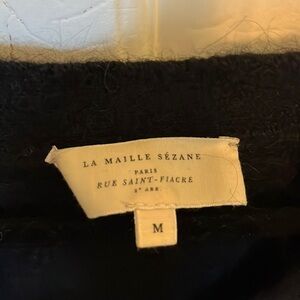 LA MAILLE SÉZANE
PARIS
RUE SAINT-FIACRE
2ᵉ ARR.
M